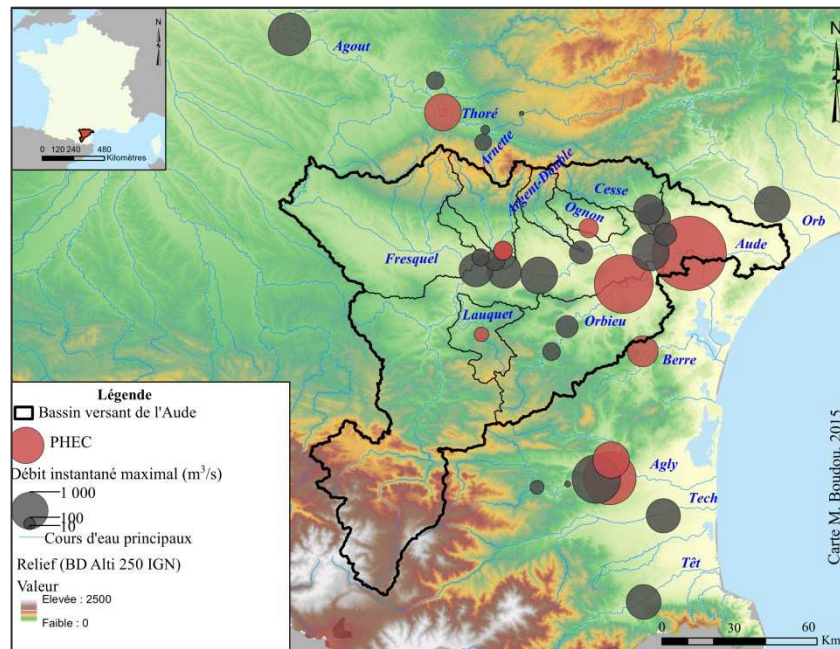 N
0 120 240 480
Kilomètres
N
Agout
Thoré
Arnette
Argent-Double
Cesse
Ognon
Orb
Aude
Fresquel
Lauquet
Orbieu
Berre
Agly
Tech
Têt
Légende
Bassin versant de l'Aude
PHEC
Débit instantané maximal (m³/s)
1 000
100
10
Cours d'eau principaux
Relief (BD Alti 250 IGN)
Valeur
Elevée : 2500
Faible : 0
Carte M. Boudou, 2015
0 30 60
Km